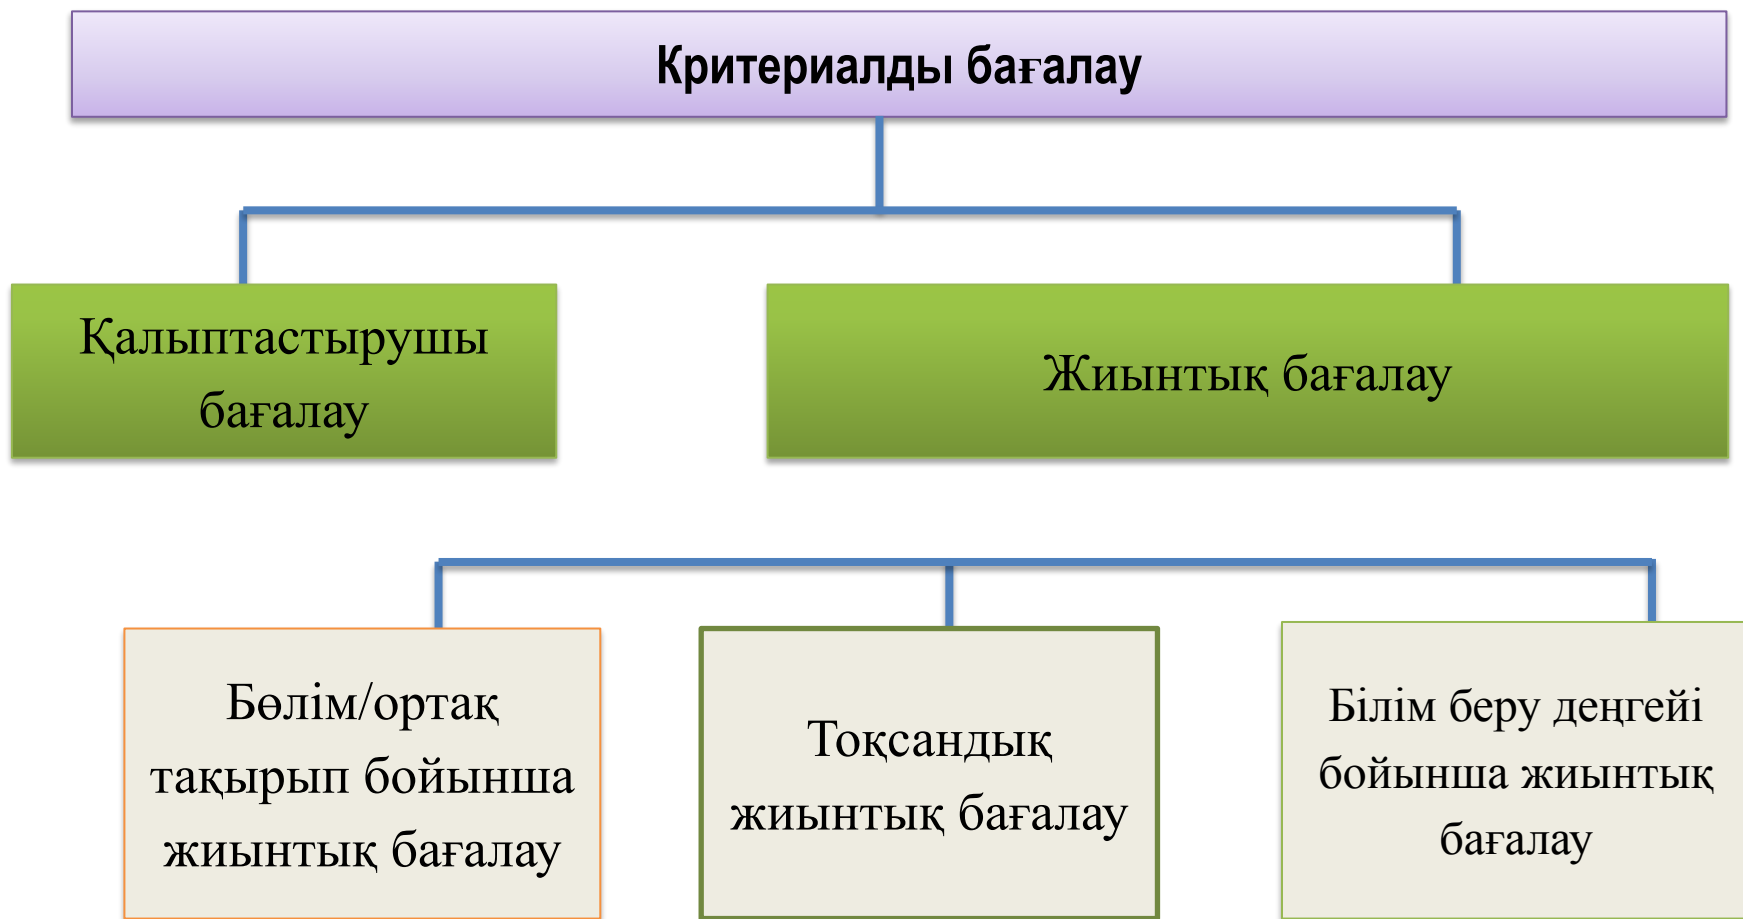 Критериалды бағалау
Қалыптастырушы
бағалау
Жиынтық бағалау
Бөлім/ортақ
тақырып бойынша
жиынтық бағалау
Тоқсандық
жиынтық бағалау
Білім беру деңгейі
бойынша жиынтық
бағалау